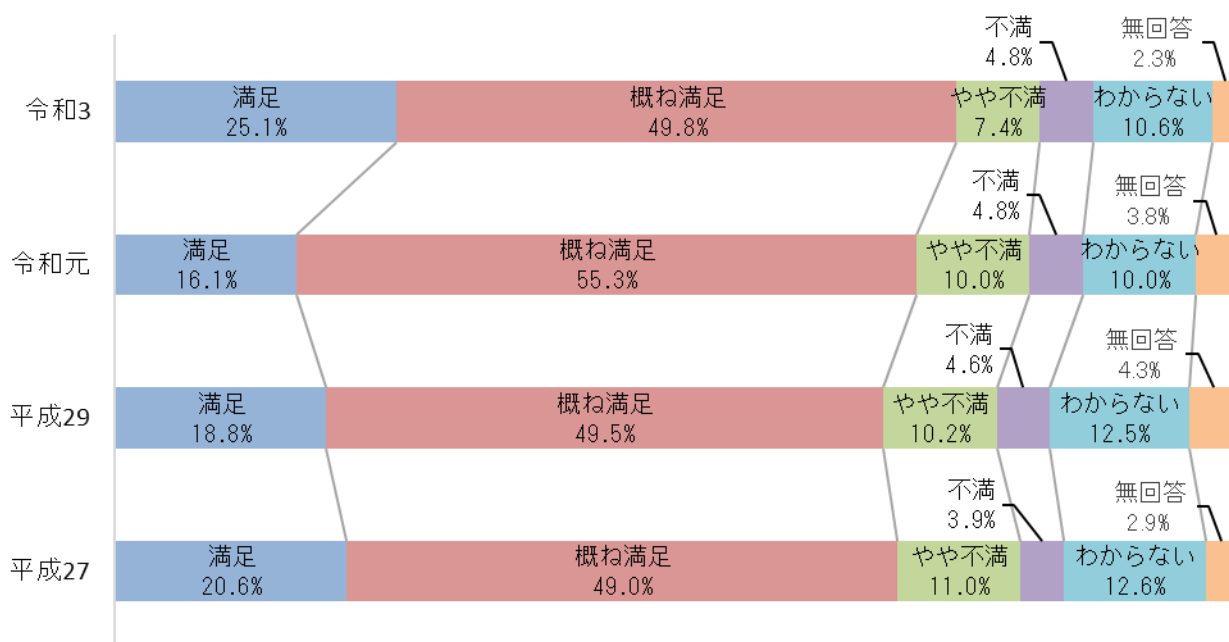 不満
4.8%
無回答
2.3%
令和3
満足
25.1%
概ね満足
49.8%
やや不満
7.4%
わからない
10.6%
不満
4.8%
無回答
3.8%
令和元
満足
16.1%
概ね満足
55.3%
やや不満
10.0%
わからない
10.0%
不満
4.6%
無回答
4.3%
平成29
満足
18.8%
概ね満足
49.5%
やや不満
10.2%
わからない
12.5%
不満
3.9%
無回答
2.9%
平成27
満足
20.6%
概ね満足
49.0%
やや不満
11.0%
わからない
12.6%